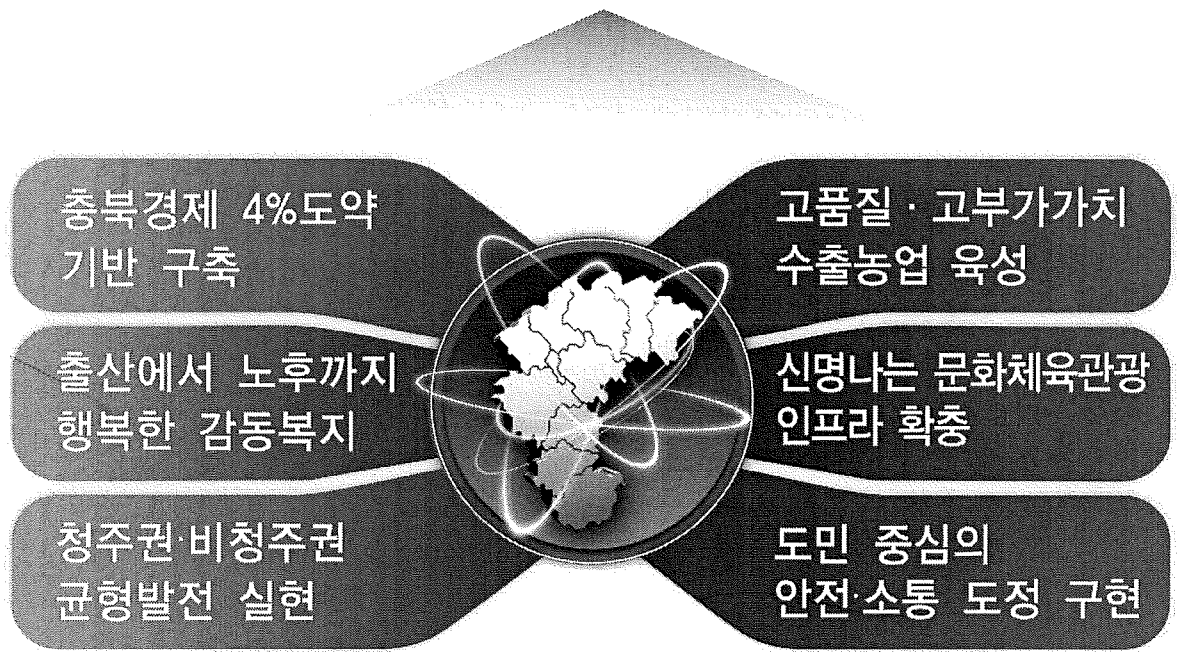 충북경제 4%도약
기반 구축
고품질 · 고부가가치
수출농업 육성
출산에서 노후까지
행복한 감동복지
신명나는 문화체육관광
인프라 확충
청주권·비청주권
균형발전 실현
도민 중심의
안전·소통 도정 구현